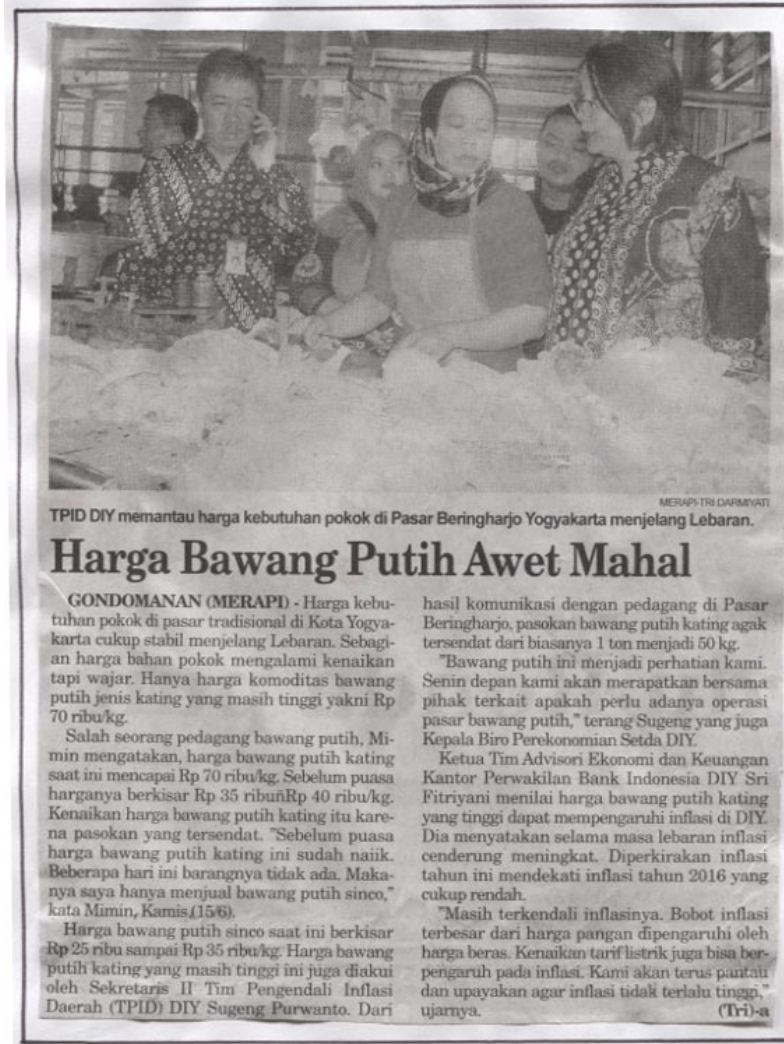 MERAPI-TRI DARMIYATI
TPID DIY memantau harga kebutuhan pokok di Pasar Beringharjo Yogyakarta menjelang Lebaran.
Harga Bawang Putih Awet Mahal
GONDOMANAN (MERAPI) - Harga kebu-
tuhan pokok di pasar tradisional di Kota Yogya-
karta cukup stabil menjelang Lebaran. Sebagi-
an harga bahan pokok mengalami kenaikan
tapi wajar. Hanya harga komoditas bawang
putih jenis kating yang masih tinggi yakni Rp
70 ribu/kg.
Salah seorang pedagang bawang putih, Mi-
min mengatakan, harga bawang putih kating
saat ini mencapai Rp 70 ribu/kg. Sebelum puasa
harganya berkisar Rp 35 ribuñRp 40 ribu/kg.
Kenaikan harga bawang putih kating itu kare-
na pasokan yang tersendat. "Sebelum puasa
harga bawang putih kating ini sudah naiik.
Beberapa hari ini barangnya tidak ada. Maka-
nya saya hanya menjual bawang putih sinco,"
kata Mimin, Kamis (15/6).
Harga bawang putih sinco saat ini berkisar
Rp 25 ribu sampai Rp 35 ribu/kg. Harga bawang
putih kating yang masih tinggi ini juga diakui
oleh Sekretaris II Tim Pengendali Inflasi
Daerah (TPID) DIY Sugeng Purwanto. Dari
hasil komunikasi dengan pedagang di Pasar
Beringharjo, pasokan bawang putih kating agak
tersendat dari biasanya 1 ton menjadi 50 kg.
"Bawang putih ini menjadi perhatian kami.
Senin depan kami akan merapatkan bersama
pihak terkait apakah perlu adanya operasi
pasar bawang putih," terang Sugeng yang juga
Kepala Biro Perekonomian Setda DIY.
Ketua Tim Advisori Ekonomi dan Keuangan
Kantor Perwakilan Bank Indonesia DIY Sri
Fitriyani menilai harga bawang putih kating
yang tinggi dapat mempengaruhi inflasi di DIY.
Dia menyatakan selama masa lebaran inflasi
cenderung meningkat. Diperkirakan inflasi
tahun ini mendekati inflasi tahun 2016 yang
cukup rendah.
"Masih terkendali inflasinya. Bobot inflasi
terbesar dari harga pangan dipengaruhi oleh
harga beras. Kenaikan tarif listrik juga bisa ber-
pengaruh pada inflasi. Kami akan terus pantau
dan upayakan agar inflasi tidak terlalu tinggi,"
ujarnya. (Tri)-a